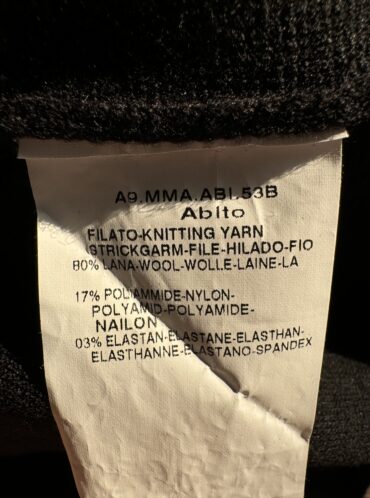 A9.MMA.ABI.53B
Abito
FILATO-KNITTING YARN
STRICKGARM-FILE-HILADO-FIO
80% LANA-WOOL-WOLLE-LAINE-LA
17% POLIAMMIDE-NYLON-
POLYAMID-POLYAMIDE-
NAILON
03% ELASTAN-ELASTANE-ELASTHAN-
ELASTHANNE-ELASTANO-SPANDEX